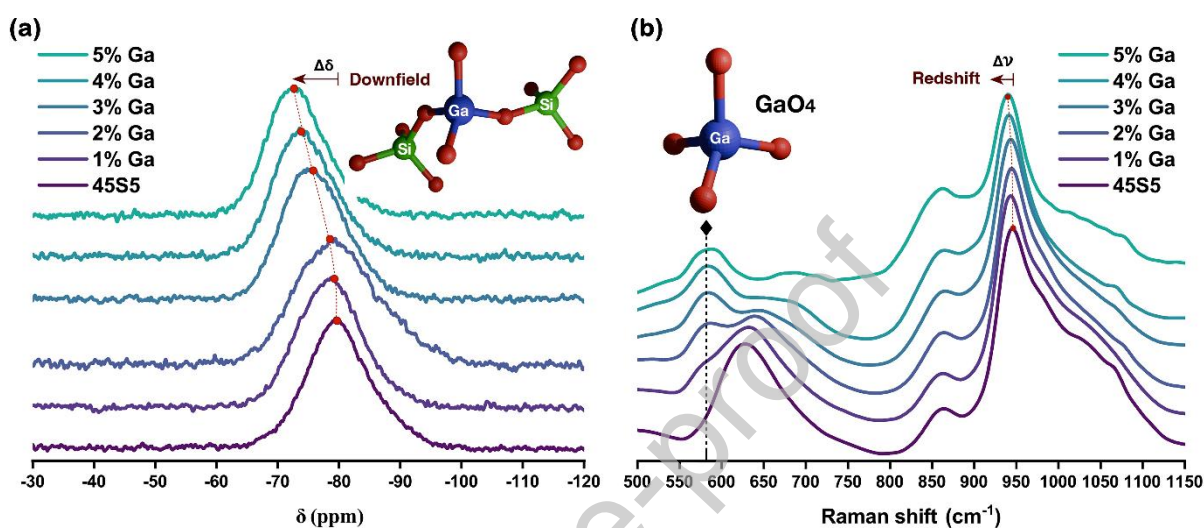 (a)
5% Ga
4% Ga
3% Ga
2% Ga
1% Ga
45S5
Δδ
Downfield
Ga
Si
Si
-30 -40 -50 -60 -70 -80 -90 -100 -110 -120
δ (ppm)
(b)
GaO4
Ga
Δν
Redshift
5% Ga
4% Ga
3% Ga
2% Ga
1% Ga
45S5
500 550 600 650 700 750 800 850 900 950 1000 1050 1100 1150
Raman shift (cm⁻¹)
e-proof